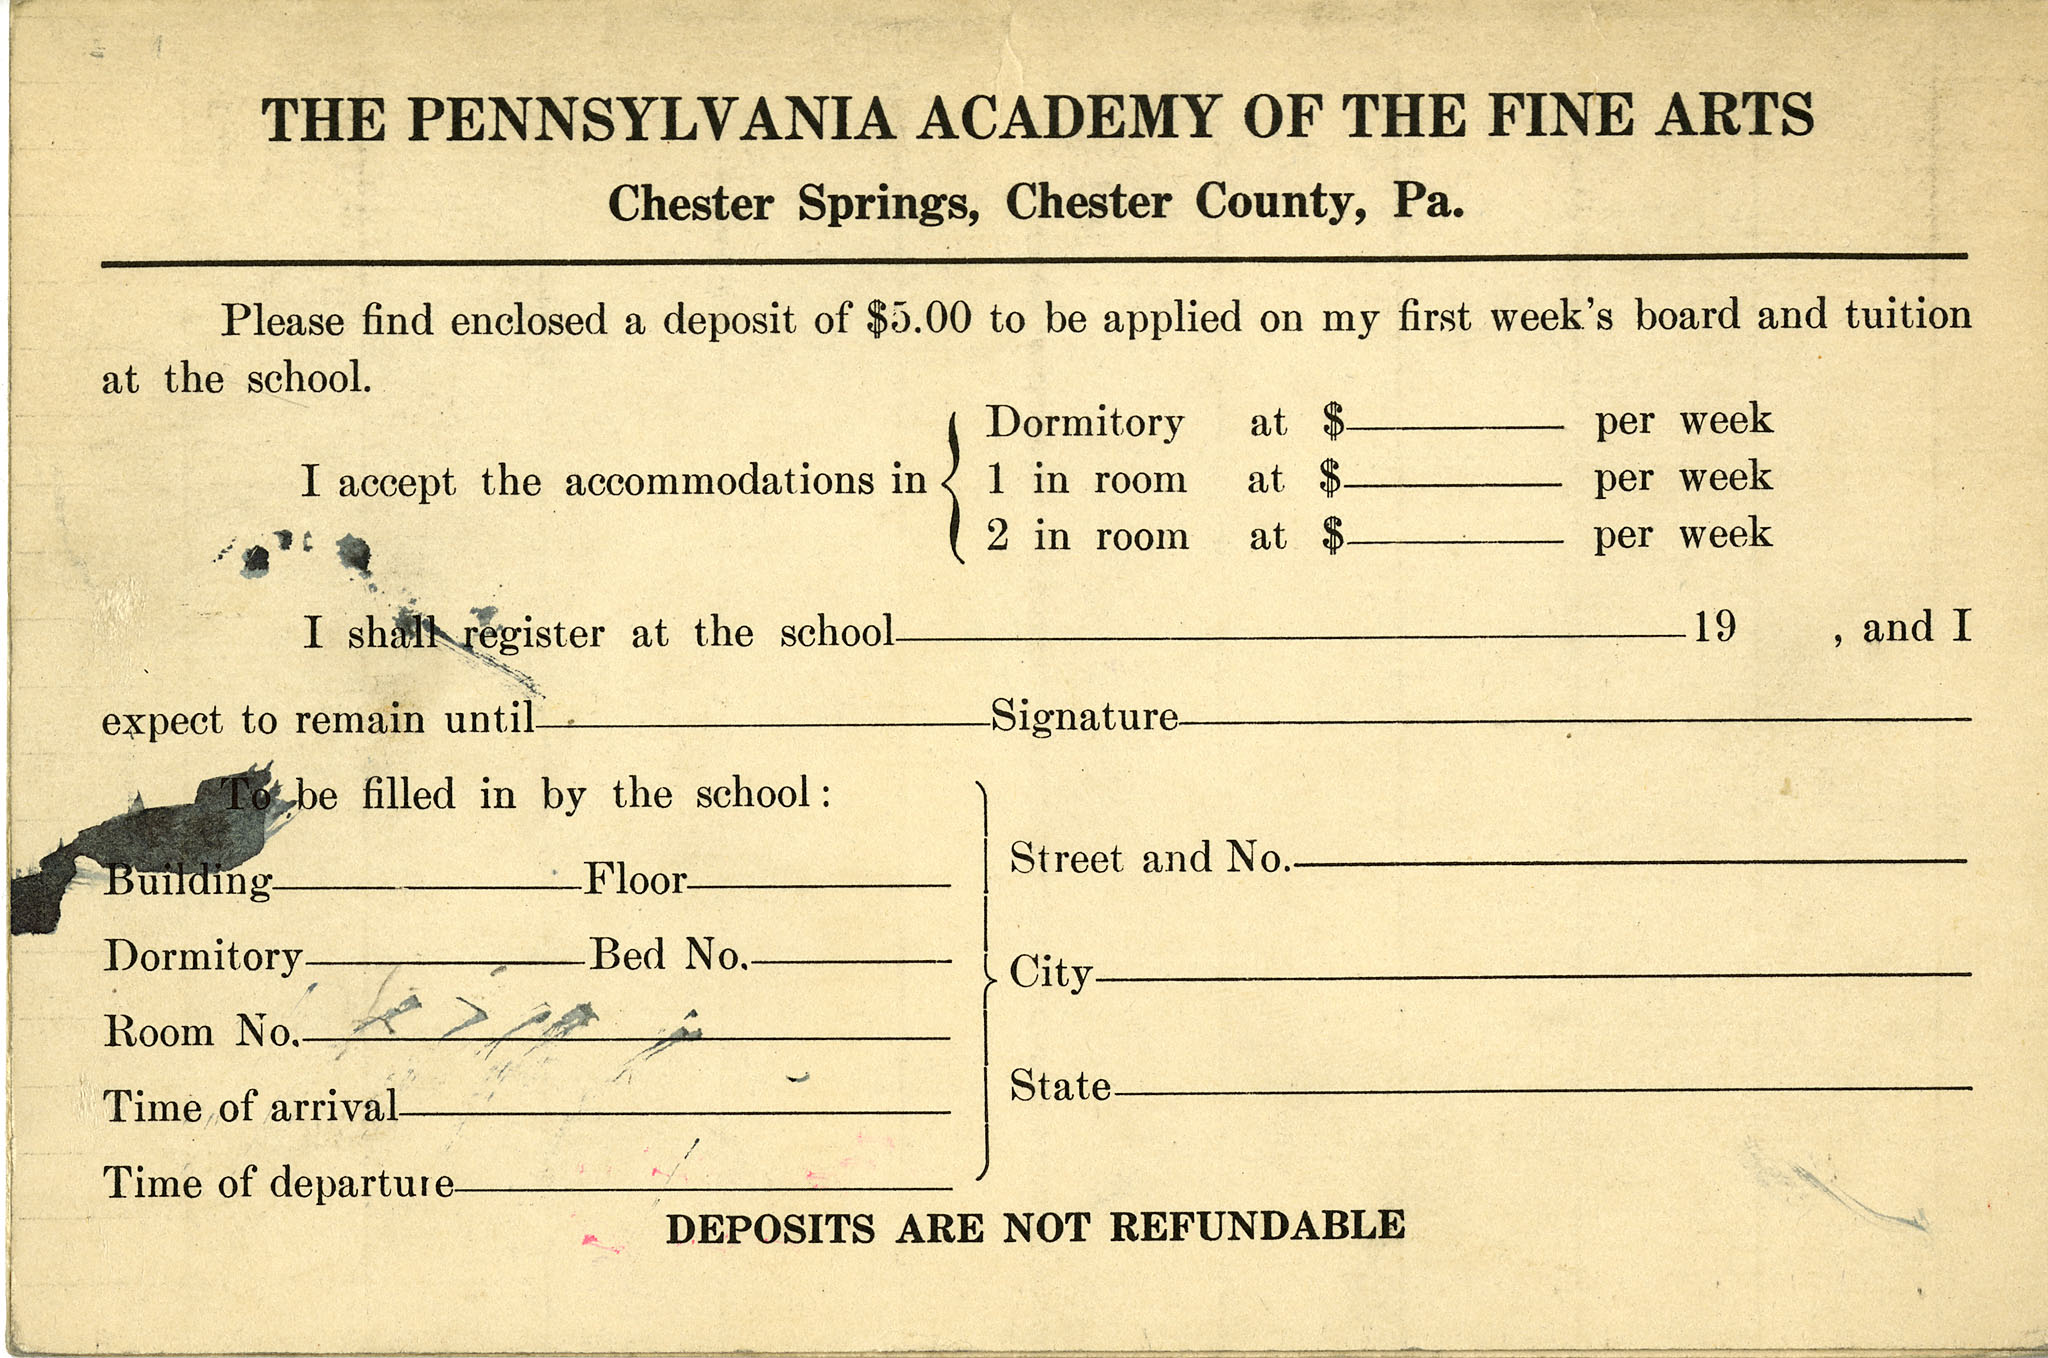 THE PENNSYLVANIA ACADEMY OF THE FINE ARTS
Chester Springs, Chester County, Pa.
Please find enclosed a deposit of $5.00 to be applied on my first week's board and tuition
at the school.
I accept the accommodations in
Dormitory at $ per week
1 in room at $ per week
2 in room at $ per week
I shall register at the school 19 , and I
expect to remain until Signature
To be filled in by the school:
Building Floor
Dormitory Bed No.
Room No.
Time of arrival
Time of departure
Street and No.
City
State
DEPOSITS ARE NOT REFUNDABLE